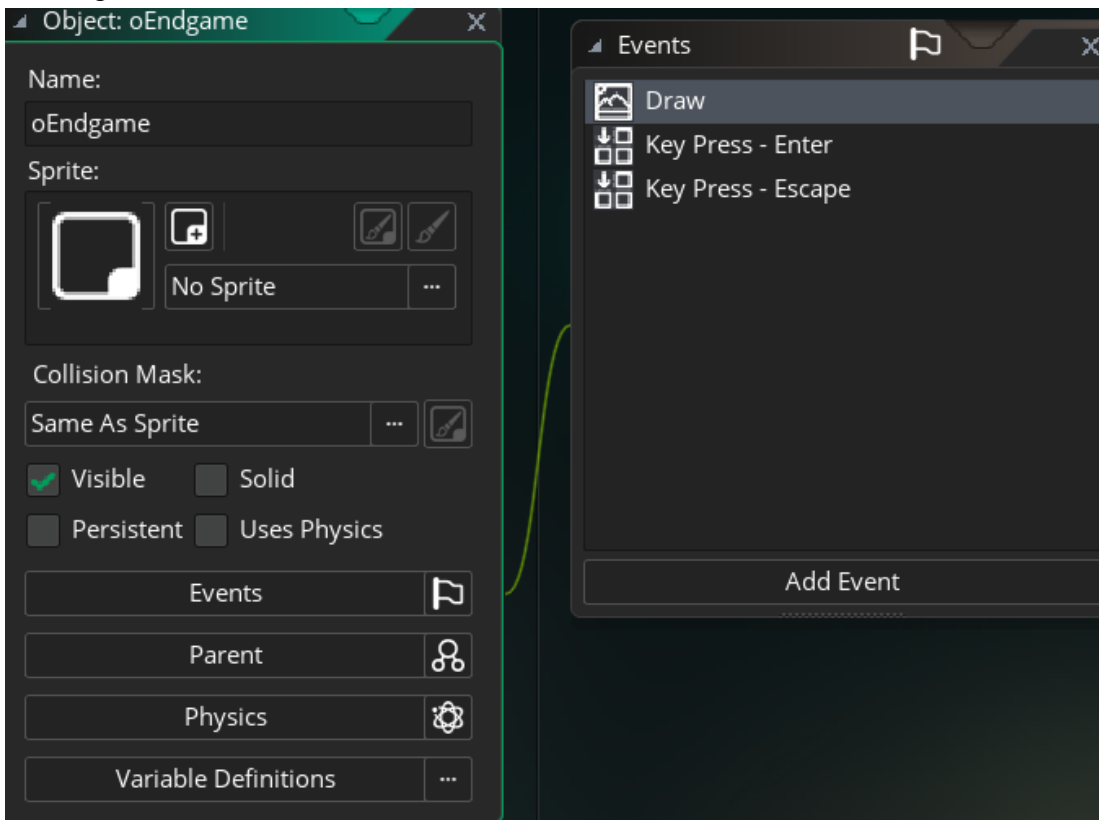 Object: oEndgame
Name:
oEndgame
Sprite:
No Sprite
Collision Mask:
Same As Sprite
Visible
Solid
Persistent
Uses Physics
Events
Parent
Physics
Variable Definitions
Events
Draw
Key Press - Enter
Key Press - Escape
Add Event